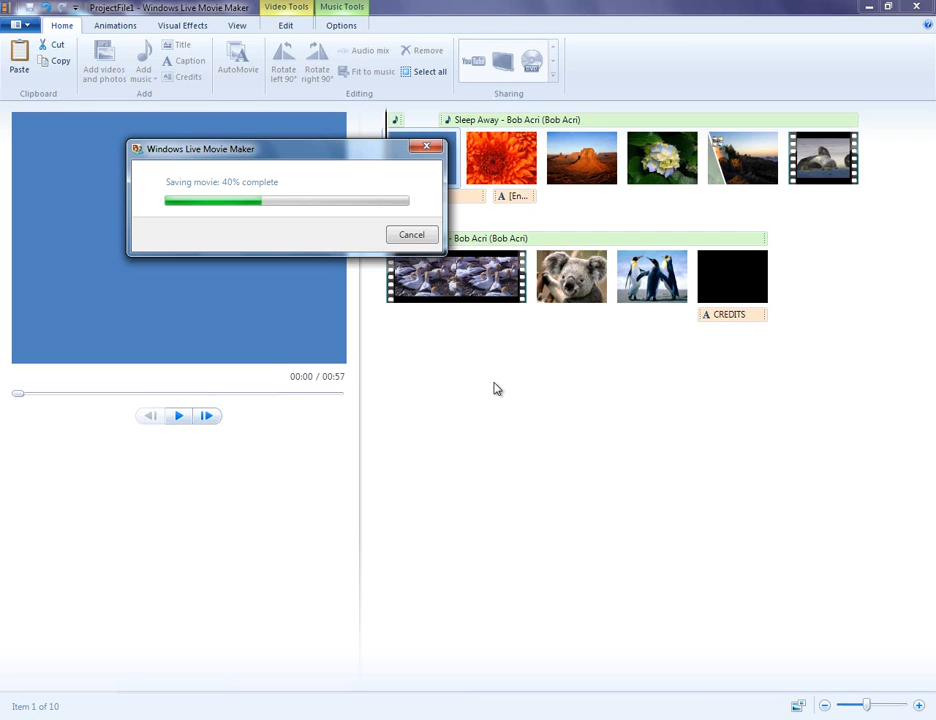 ProjectFile1 - Windows Live Movie Maker
Video Tools
Music Tools
Home
Animations
Visual Effects
View
Edit
Options
Paste
Cut
Copy
Clipboard
Add videos and photos
Add music
Title
Caption
Credits
Add
AutoMovie
Rotate left 90°
Rotate right 90°
Audio mix
Fit to music
Remove
Select all
Editing
YouTube
DVD
Sharing
Windows Live Movie Maker
Saving movie: 40% complete
Cancel
Sleep Away - Bob Acri (Bob Acri)
A [En...
- Bob Acri (Bob Acri)
A CREDITS
00:00 / 00:57
Item 1 of 10